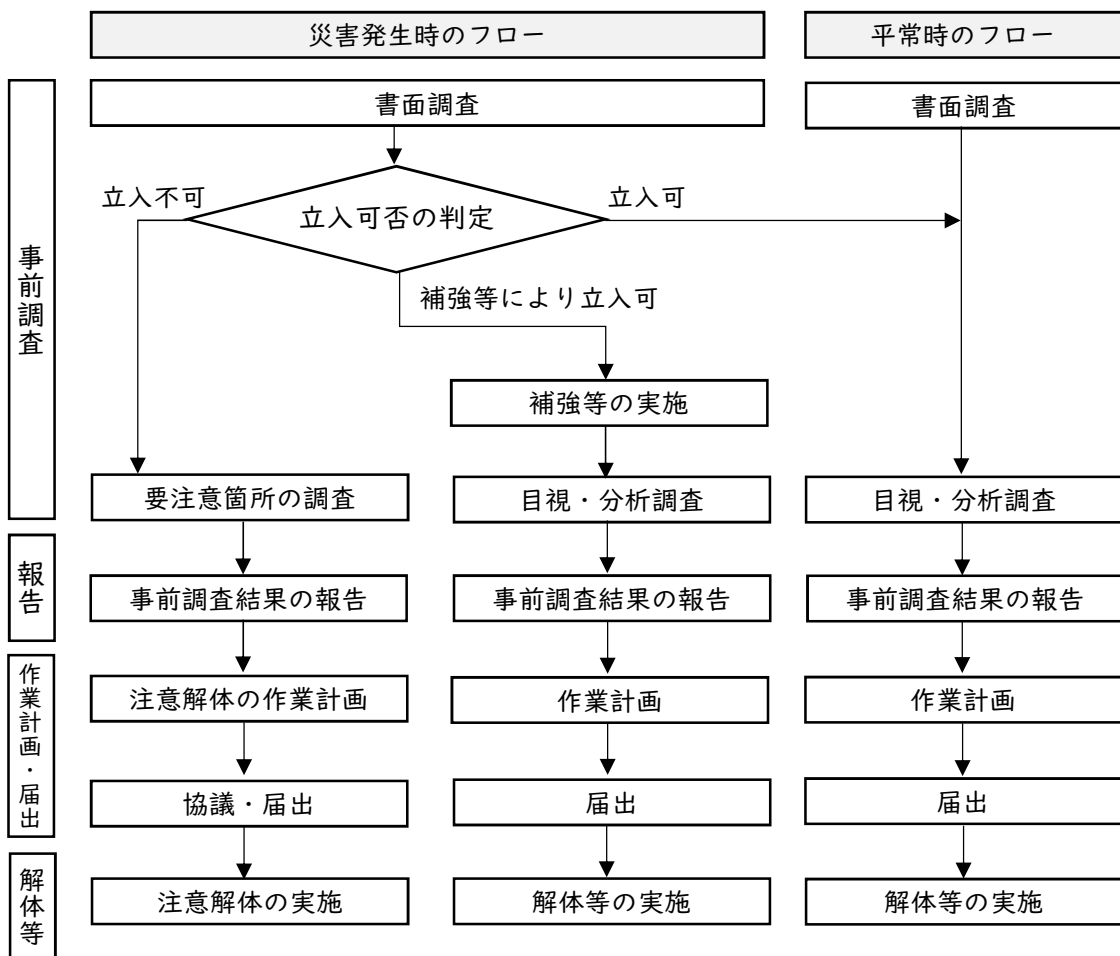 災害発生時のフロー
平常時のフロー
事前調査
書面調査
書面調査
立入不可
立入可否の判定
立入可
補強等により立入可
補強等の実施
要注意箇所の調査
目視・分析調査
目視・分析調査
報告
事前調査結果の報告
事前調査結果の報告
事前調査結果の報告
作業計画・届出
注意解体の作業計画
作業計画
作業計画
協議・届出
届出
届出
解体等
注意解体の実施
解体等の実施
解体等の実施